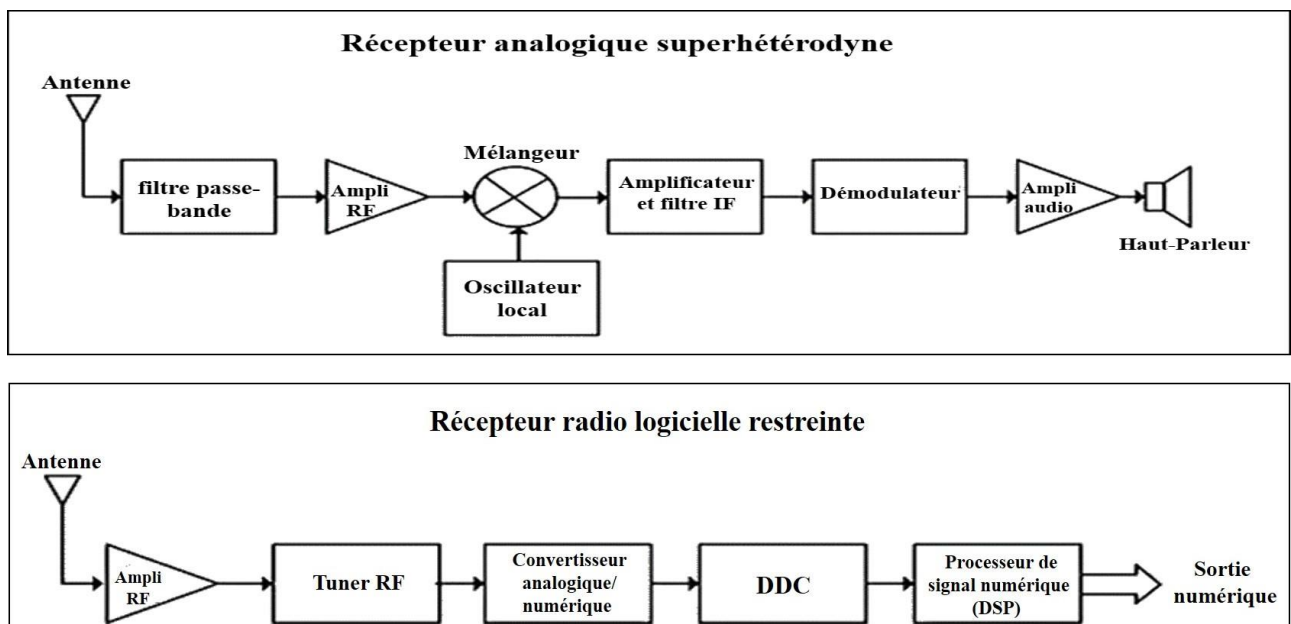 Récepteur analogique superhétérodyne
Antenne
filtre passe-
bande
Ampli
RF
Mélangeur
Oscillateur
local
Amplificateur
et filtre IF
Démodulateur
Ampli
audio
Haut-Parleur
Récepteur radio logicielle restreinte
Antenne
Ampli
RF
Tuner RF
Convertisseur
analogique/
numérique
DDC
Processeur de
signal numérique
(DSP)
Sortie
numérique